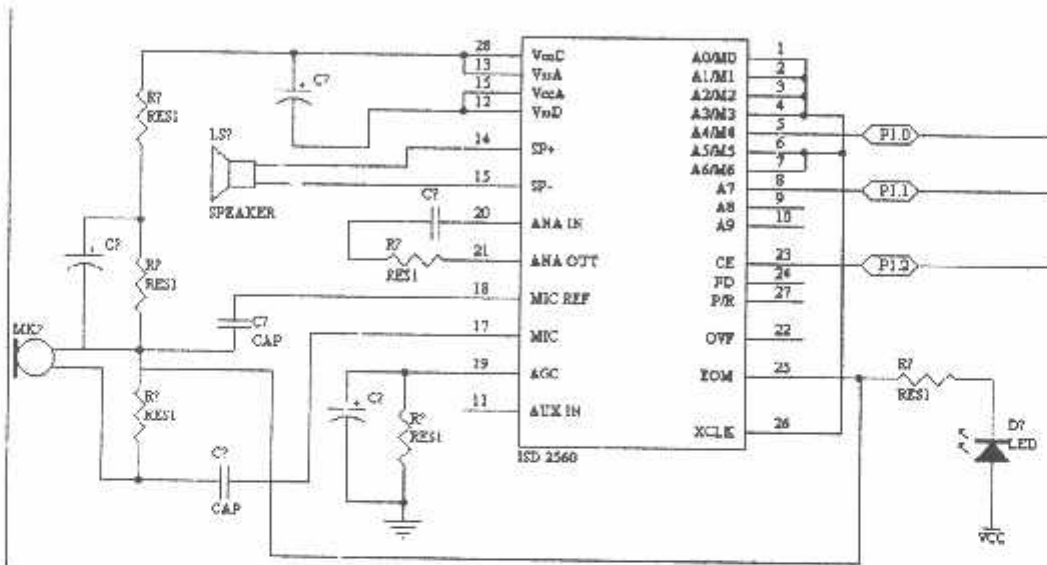 28
13
15
12
VccA
C?
R?
RES1
LS?
SPEAKER
14 SP+
15 SP-
C?
20 ANA IN
R?
RES1
21 ANA OUT
C?
R?
RES1
18 MIC REF
MK?
C?
CAP
17 MIC
19 AGC
R?
RES1
C?
R?
RES1
11 AUX IN
C?
CAP
ISD 2560
A0/M0 1
A1/M1 2
A2/M2 3
A3/M3 4
A4/M4 5 P1.0
A5/M5 6
A6/M6 7
A7 8 P1.1
A8 9
A9 10
CE 23 P1.2
PD 24
P/R 27
OVF 22
EOM 25
R?
RES1
XCLK 26
D?
LED
VCC